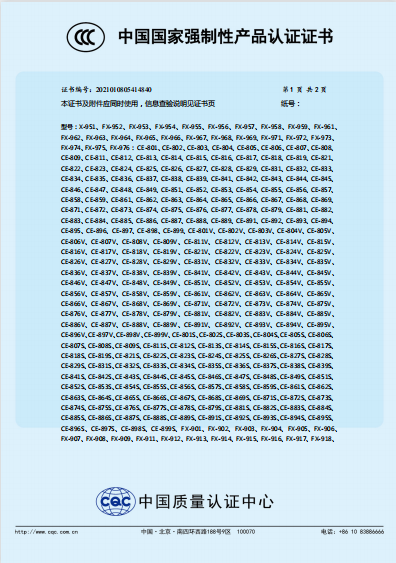 中国国家强制性产品认证证书
证书编号：2021010805414840
第 1 页 共 2 页
本证书及附件应同时使用，信息查验说明见证书页
纸号：
型号：X-951、FX-952、FX-953、FX-954、FX-955、FX-956、FX-957、FX-958、FX-959、FX-961、
FX-962、FX-963、FX-964、FX-965、FX-966、FX-967、FX-968、FX-969、FX-971、FX-972、FX-973、
FX-974、FX-975、FX-976：CE-801、CE-802、CE-803、CE-804、CE-805、CE-806、CE-807、CE-808、
CE-809、CE-811、CE-812、CE-813、CE-814、CE-815、CE-816、CE-817、CE-818、CE-819、CE-821、
CE-822、CE-823、CE-824、CE-825、CE-826、CE-827、CE-828、CE-829、CE-831、CE-832、CE-833、
CE-834、CE-835、CE-836、CE-837、CE-838、CE-839、CE-841、CE-842、CE-843、CE-844、CE-845、
CE-846、CE-847、CE-848、CE-849、CE-851、CE-852、CE-853、CE-854、CE-855、CE-856、CE-857、
CE-858、CE-859、CE-861、CE-862、CE-863、CE-864、CE-865、CE-866、CE-867、CE-868、CE-869、
CE-871、CE-872、CE-873、CE-874、CE-875、CE-876、CE-877、CE-878、CE-879、CE-881、CE-882、
CE-883、CE-884、CE-885、CE-886、CE-887、CE-888、CE-889、CE-891、CE-892、CE-893、CE-894、
CE-895、CE-896、CE-897、CE-898、CE-899、CE-801V、CE-802V、CE-803V、CE-804V、CE-805V、
CE-806V、CE-807V、CE-808V、CE-809V、CE-811V、CE-812V、CE-813V、CE-814V、CE-815V、
CE-816V、CE-817V、CE-818V、CE-819V、CE-821V、CE-822V、CE-823V、CE-824V、CE-825V、
CE-826V、CE-827V、CE-828V、CE-829V、CE-831V、CE-832V、CE-833V、CE-834V、CE-835V、
CE-836V、CE-837V、CE-838V、CE-839V、CE-841V、CE-842V、CE-843V、CE-844V、CE-845V、
CE-846V、CE-847V、CE-848V、CE-849V、CE-851V、CE-852V、CE-853V、CE-854V、CE-855V、
CE-856V、CE-857V、CE-858V、CE-859V、CE-861V、CE-862V、CE-863V、CE-864V、CE-865V、
CE-866V、CE-867V、CE-868V、CE-869V、CE-871V、CE-872V、CE-873V、CE-874V、CE-875V、
CE-876V、CE-877V、CE-878V、CE-879V、CE-881V、CE-882V、CE-883V、CE-884V、CE-885V、
CE-886V、CE-887V、CE-888V、CE-889V、CE-891V、CE-892V、CE-893V、CE-894V、CE-895V、
CE-896V、CE-897V、CE-898V、CE-899V、CE-801S、CE-802S、CE-803S、CE-804S、CE-805S、CE-806S、
CE-807S、CE-808S、CE-809S、CE-811S、CE-812S、CE-813S、CE-814S、CE-815S、CE-816S、CE-817S、
CE-818S、CE-819S、CE-821S、CE-822S、CE-823S、CE-824S、CE-825S、CE-826S、CE-827S、CE-828S、
CE-829S、CE-831S、CE-832S、CE-833S、CE-834S、CE-835S、CE-836S、CE-837S、CE-838S、CE-839S、
CE-841S、CE-842S、CE-843S、CE-844S、CE-845S、CE-846S、CE-847S、CE-848S、CE-849S、CE-851S、
CE-852S、CE-853S、CE-854S、CE-855S、CE-856S、CE-857S、CE-858S、CE-859S、CE-861S、CE-862S、
CE-863S、CE-864S、CE-865S、CE-866S、CE-867S、CE-868S、CE-869S、CE-871S、CE-872S、CE-873S、
CE-874S、CE-875S、CE-876S、CE-877S、CE-878S、CE-879S、CE-881S、CE-882S、CE-883S、CE-884S、
CE-885S、CE-886S、CE-887S、CE-888S、CE-889S、CE-891S、CE-892S、CE-893S、CE-894S、CE-895S、
CE-896S、CE-897S、CE-898S、CE-899S、FX-901、FX-902、FX-903、FX-904、FX-905、FX-906、
FX-907、FX-908、FX-909、FX-911、FX-912、FX-913、FX-914、FX-915、FX-916、FX-917、FX-918、
CQC
中国质量认证中心
http://www.cqc.com.cn
中国·北京·南四环西路188号9区 100070
电话：+86 10 83886666